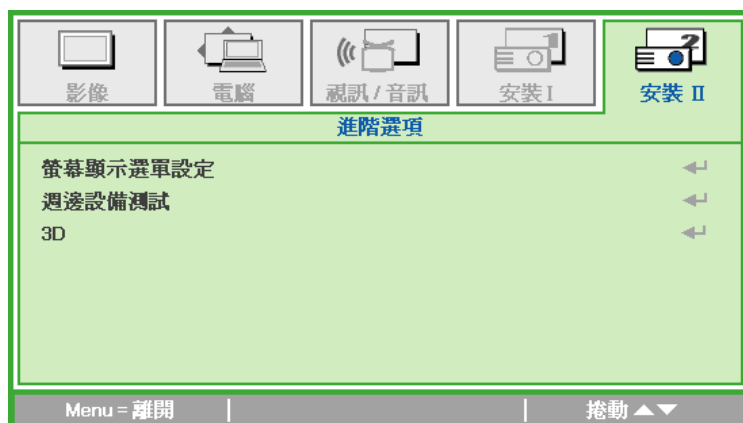 影像 電腦 視訊 / 音訊 安裝 I 安裝 II
進階選項
螢幕顯示選單設定
週邊設備測試
3D
Menu = 離開 捲動▲▼